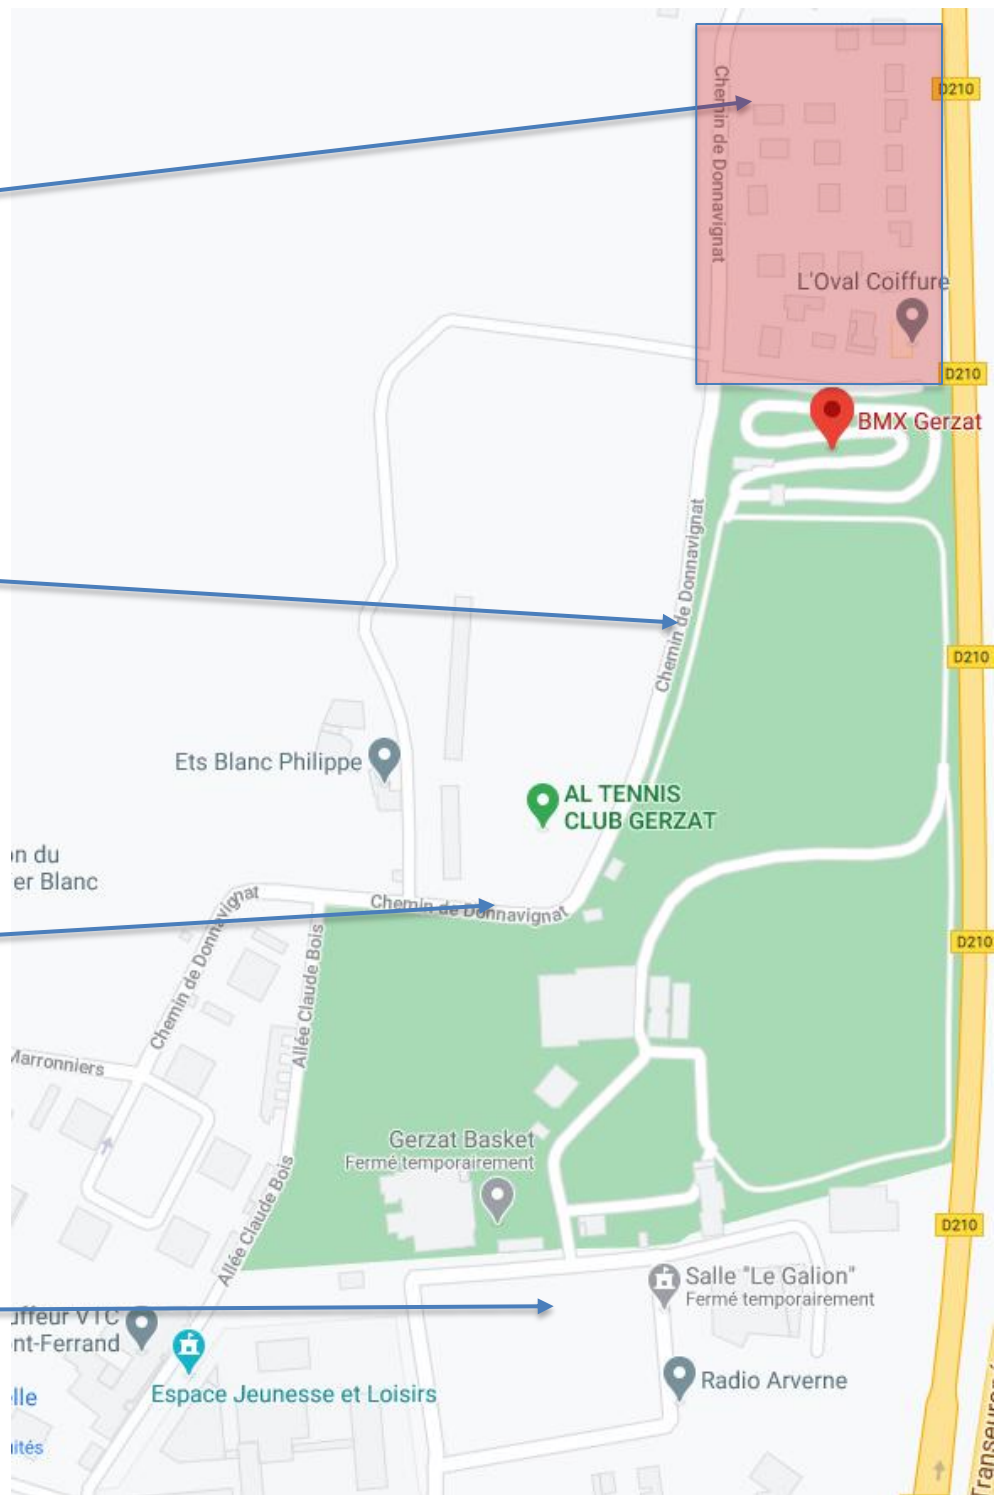 D210
Chemin de Donnavignat
L'Oval Coiffure
D210
BMX Gerzat
Chemin de Donnavignat
D210
Ets Blanc Philippe
AL TENNIS
CLUB GERZAT
n du
er Blanc
Chemin de Donnavignat
Chemin de Donnavignat
D210
Allée Claude Bois
Marronniers
Gerzat Basket
Fermé temporairement
Allée Claude Bois
D210
Salle "Le Galion"
Fermé temporairement
uffeur VTC
nt-Ferrand
Radio Arverne
Espace Jeunesse et Loisirs
lle
ités